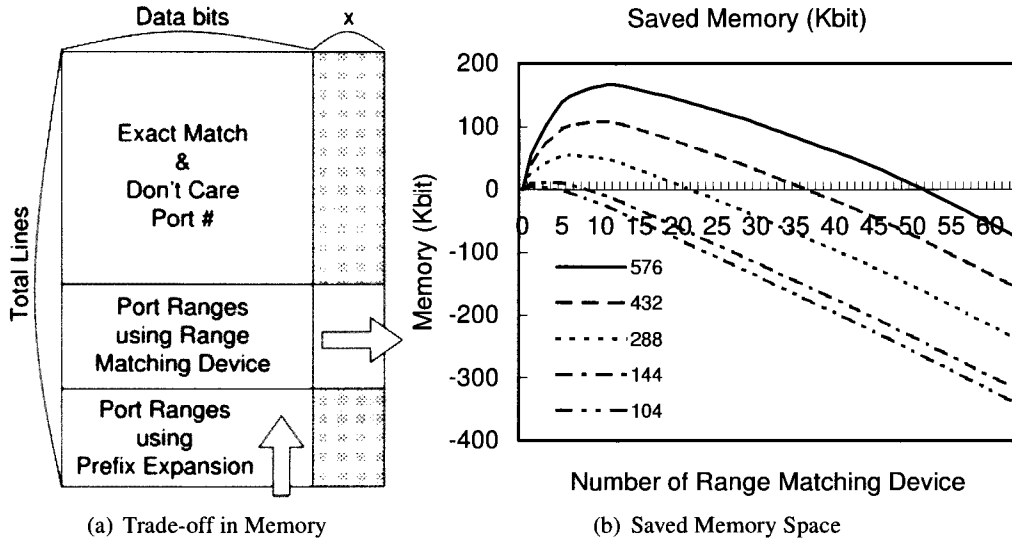 Data bits
x
Total Lines
Exact Match
&
Don't Care
Port #
Port Ranges
using Range
Matching Device
Port Ranges
using
Prefix Expansion
(a) Trade-off in Memory
Saved Memory (Kbit)
Memory (Kbit)
200
100
0
-100
-200
-300
-400
0 5 10 15 20 25 30 35 40 45 50 55 60
576
432
288
144
104
Number of Range Matching Device
(b) Saved Memory Space